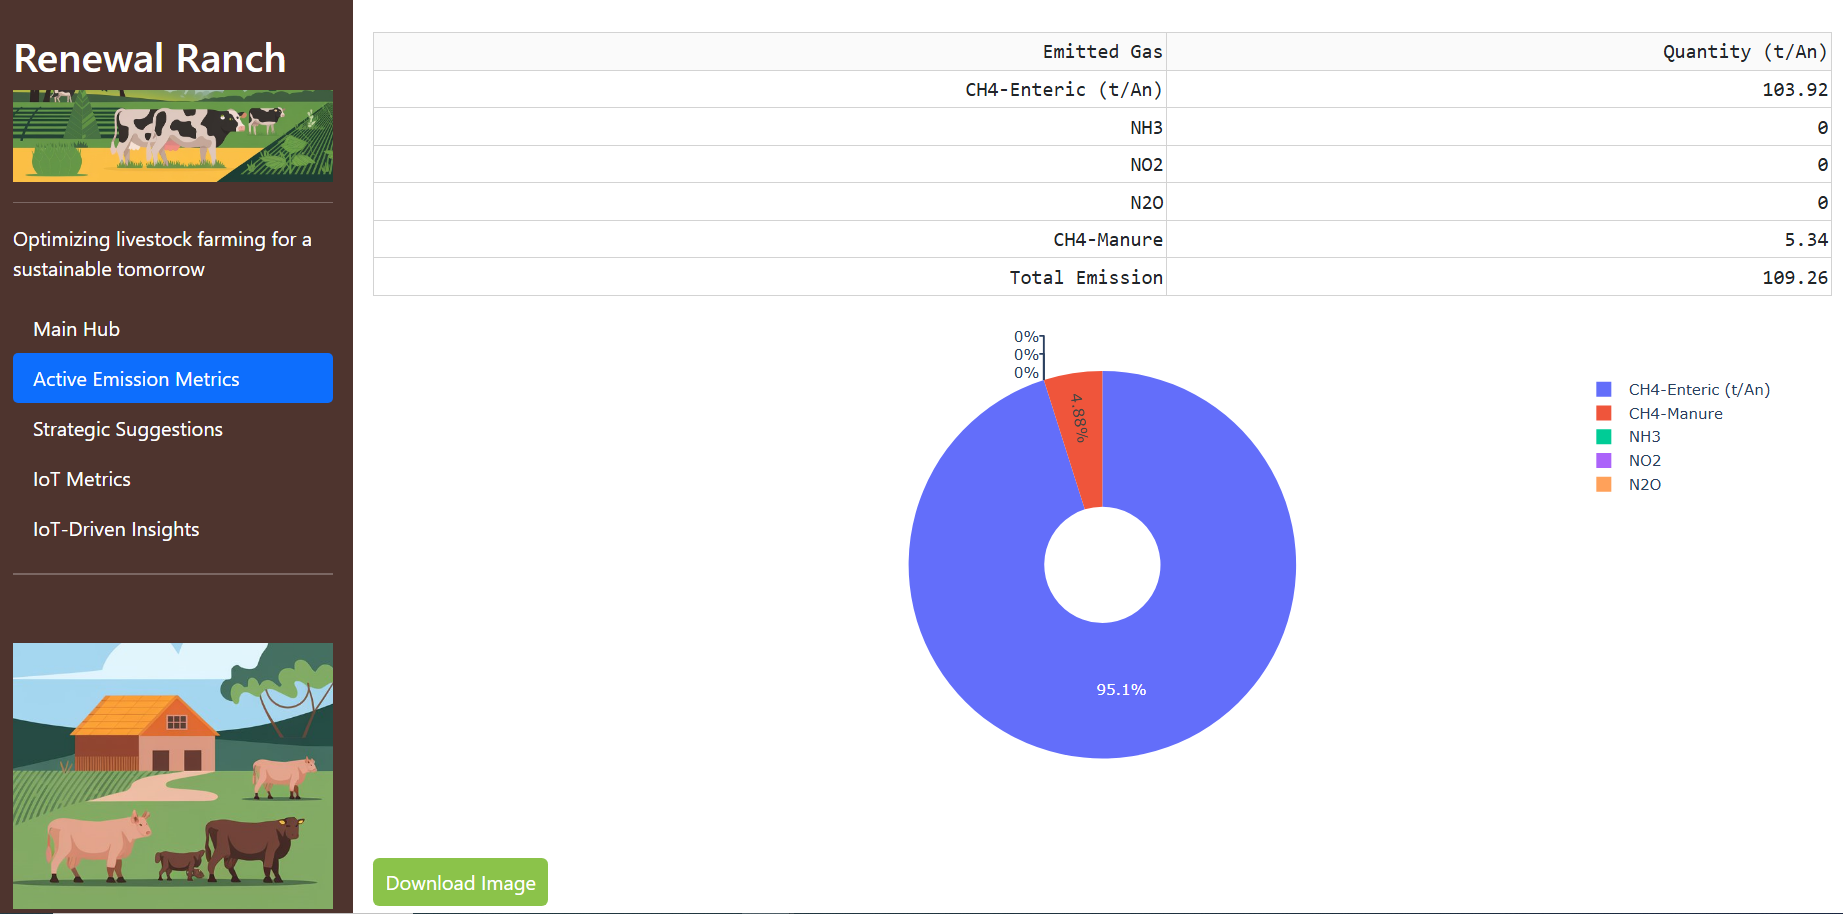 Renewal Ranch
Optimizing livestock farming for a
sustainable tomorrow
Main Hub
Active Emission Metrics
Strategic Suggestions
IoT Metrics
IoT-Driven Insights
Emitted Gas Quantity (t/An)
CH4-Enteric (t/An) 103.92
NH3 0
NO2 0
N2O 0
CH4-Manure 5.34
Total Emission 109.26
0%
0%
0%
4.88%
95.1%
CH4-Enteric (t/An)
CH4-Manure
NH3
NO2
N2O
Download Image